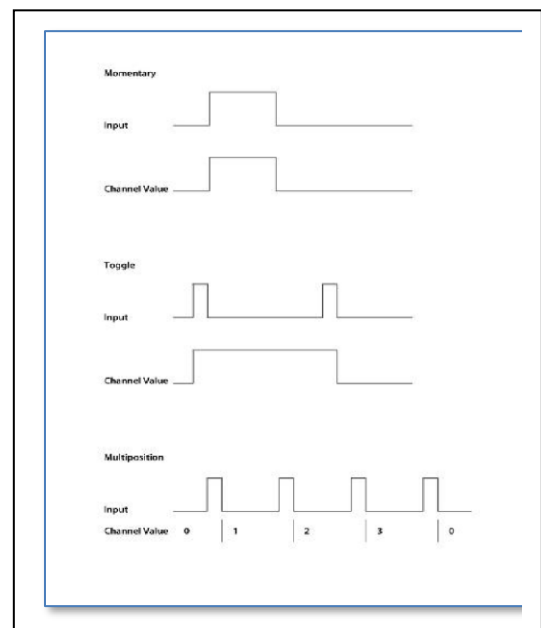 Momentary
Input
Channel Value
Toggle
Input
Channel Value
Multiposition
Input
Channel Value 0 1 2 3 0